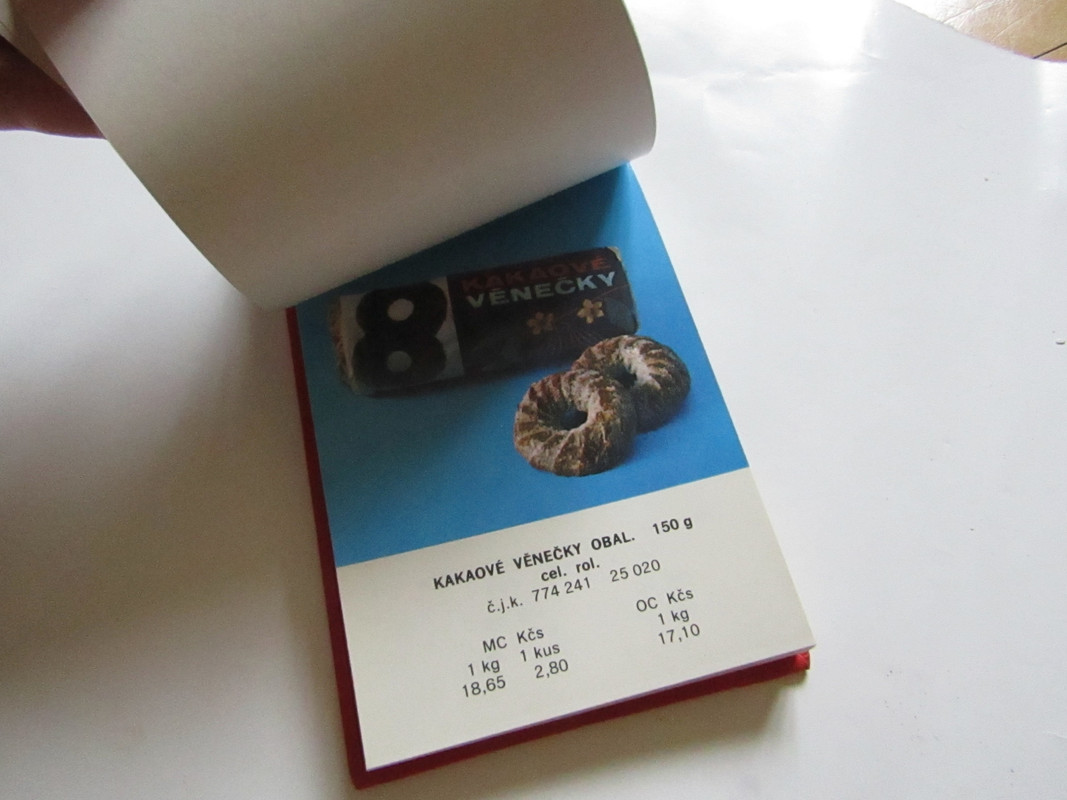 KAKAOVÉ
VĚNEČKY
KAKAOVÉ VĚNEČKY OBAL. 150 g
cel. rol.
č.j.k. 774 241 25 020
MC Kčs OC Kčs
1 kg 1 kus 1 kg
18,65 2,80 17,10